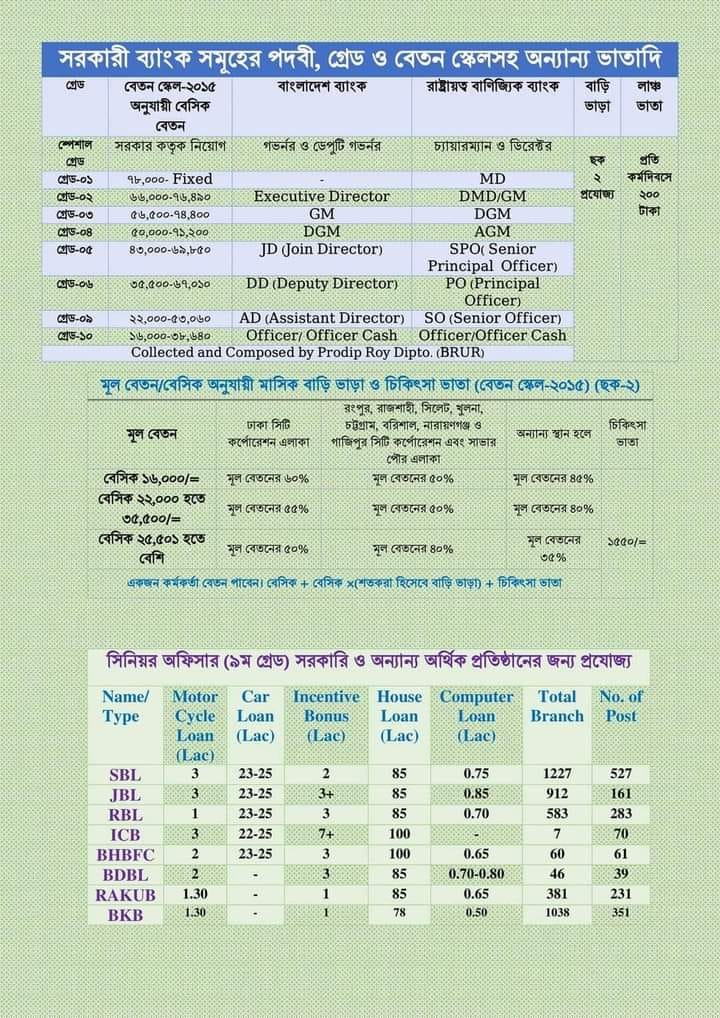 সরকারী ব্যাংক সমূহের পদবী, গ্রেড ও বেতন স্কেলসহ অন্যান্য ভাতাদি
গ্রেড বেতন স্কেল-২০১৫ অনুযায়ী বেসিক বেতন বাংলাদেশ ব্যাংক রাষ্ট্রায়ত্ব বাণিজ্যিক ব্যাংক বাড়ি ভাড়া লাঞ্চ ভাতা
স্পেশাল গ্রেড সরকার কতৃক নিয়োগ গভর্নর ও ডেপুটি গভর্নর চ্যায়ারম্যান ও ডিরেক্টর ছক ২ প্রযোজ্য প্রতি কর্মদিবসে ২০০ টাকা
গ্রেড-০১ ৭৮,০০০- Fixed - MD
গ্রেড-০২ ৬৬,০০০-৭৬,৪৯০ Executive Director DMD/GM
গ্রেড-০৩ ৫৬,৫০০-৭৪,৪০০ GM DGM
গ্রেড-০৪ ৫০,০০০-৭১,২০০ DGM AGM
গ্রেড-০৫ ৪৩,০০০-৬৯,৮৫০ JD (Join Director) SPO( Senior Principal Officer)
গ্রেড-০৬ ৩৫,৫০০-৬৭,০১০ DD (Deputy Director) PO (Principal Officer)
গ্রেড-০৯ ২২,০০০-৫৩,০৬০ AD (Assistant Director) SO (Senior Officer)
গ্রেড-১০ ১৬,০০০-৩৮,৬৪০ Officer/ Officer Cash Officer/Officer Cash
Collected and Composed by Prodip Roy Dipto. (BRUR)
মূল বেতন/বেসিক অনুযায়ী মাসিক বাড়ি ভাড়া ও চিকিৎসা ভাতা (বেতন স্কেল-২০১৫) (ছক-২)
মূল বেতন ঢাকা সিটি কর্পোরেশন এলাকা রংপুর, রাজশাহী, সিলেট, খুলনা, চট্টগ্রাম, বরিশাল, নারায়ণগঞ্জ ও গাজিপুর সিটি কর্পোরেশন এবং সাভার পৌর এলাকা অন্যান্য স্থান হলে চিকিৎসা ভাতা
বেসিক ১৬,০০০/= মূল বেতনের ৬০% মূল বেতনের ৫০% মূল বেতনের ৪৫%
বেসিক ২২,০০০ হতে ৩৫,৫০০/= মূল বেতনের ৫৫% মূল বেতনের ৫০% মূল বেতনের ৪০%
বেসিক ২৫,৫০১ হতে বেশি মূল বেতনের ৫০% মূল বেতনের ৪০% মূল বেতনের ৩৫% ১৫৫০/=
একজন কর্মকর্তা বেতন পাবেন। বেসিক + বেসিক ×(শতকরা হিসেবে বাড়ি ভাড়া) + চিকিৎসা ভাতা
সিনিয়র অফিসার (৯ম গ্রেড) সরকারি ও অন্যান্য অর্থিক প্রতিষ্ঠানের জন্য প্রযোজ্য
Name/ Type Motor Cycle Loan (Lac) Car Loan (Lac) Incentive Bonus (Lac) House Loan (Lac) Computer Loan (Lac) Total Branch No. of Post
SBL 3 23-25 2 85 0.75 1227 527
JBL 3 23-25 3+ 85 0.85 912 161
RBL 1 23-25 3 85 0.70 583 283
ICB 3 22-25 7+ 100 - 7 70
BHBFC 2 23-25 3 100 0.65 60 61
BDBL 2 - 3 85 0.70-0.80 46 39
RAKUB 1.30 - 1 85 0.65 381 231
BKB 1.30 - 1 78 0.50 1038 351